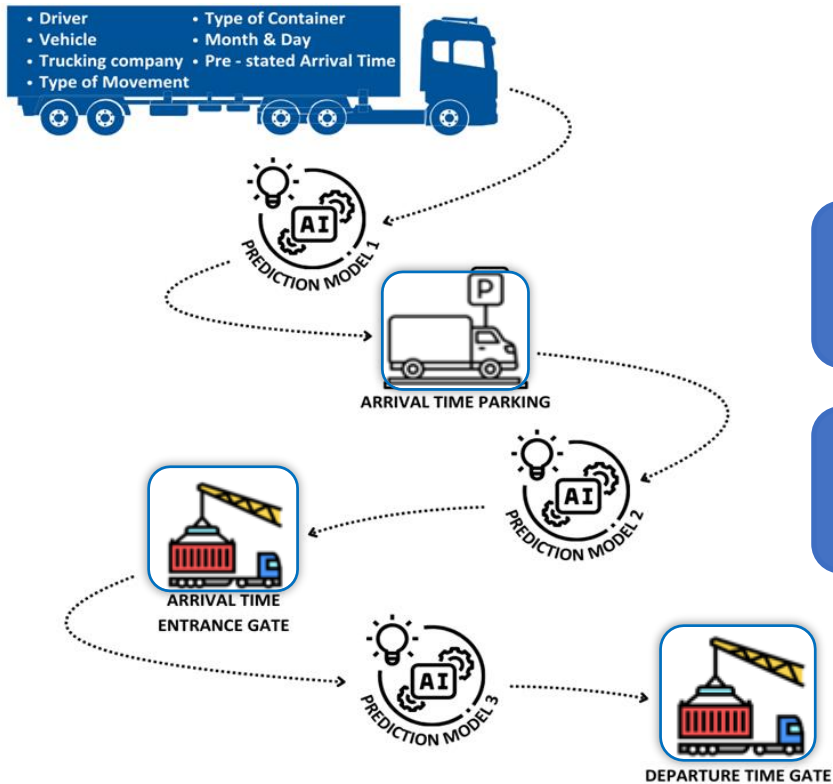 • Driver
• Vehicle
• Trucking company
• Type of Movement
• Type of Container
• Month & Day
• Pre - stated Arrival Time
AI
PREDICTION MODEL 1
P
ARRIVAL TIME PARKING
AI
PREDICTION MODEL 2
ARRIVAL TIME
ENTRANCE GATE
AI
PREDICTION MODEL 3
DEPARTURE TIME GATE